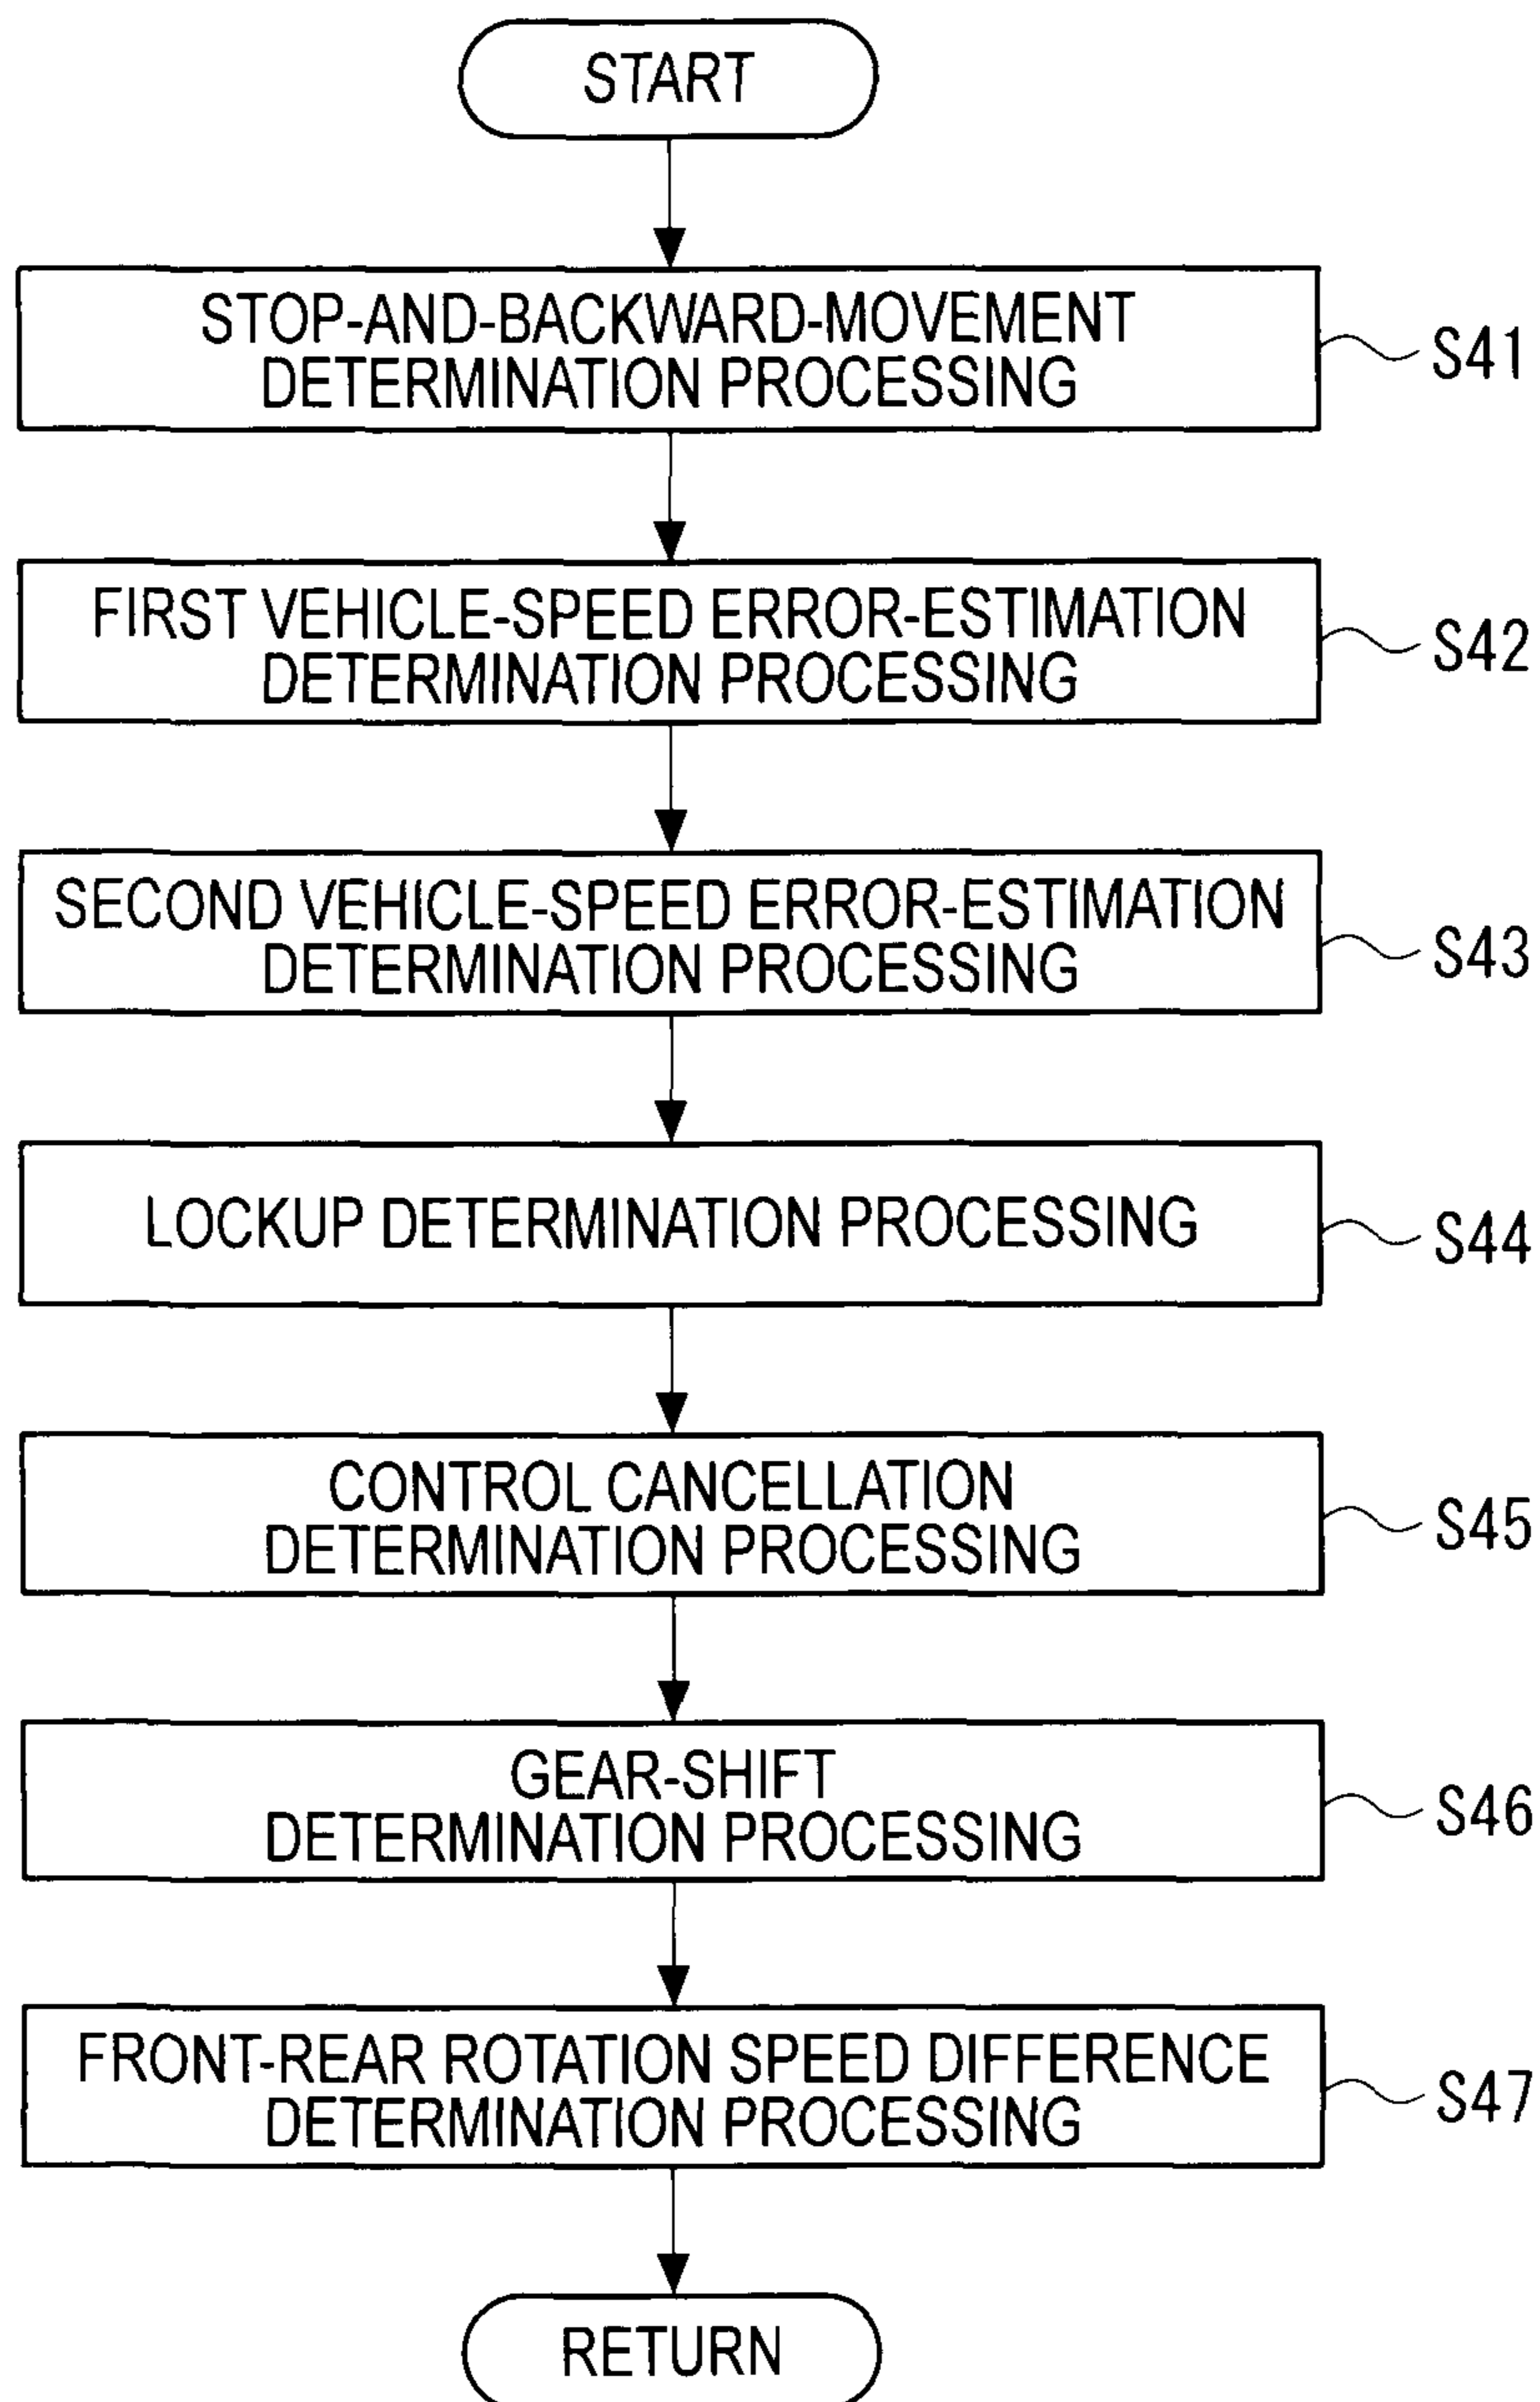 START
STOP-AND-BACKWARD-MOVEMENT
DETERMINATION PROCESSING
S41
FIRST VEHICLE-SPEED ERROR-ESTIMATION
DETERMINATION PROCESSING
S42
SECOND VEHICLE-SPEED ERROR-ESTIMATION
DETERMINATION PROCESSING
S43
LOCKUP DETERMINATION PROCESSING
S44
CONTROL CANCELLATION
DETERMINATION PROCESSING
S45
GEAR-SHIFT
DETERMINATION PROCESSING
S46
FRONT-REAR ROTATION SPEED DIFFERENCE
DETERMINATION PROCESSING
S47
RETURN